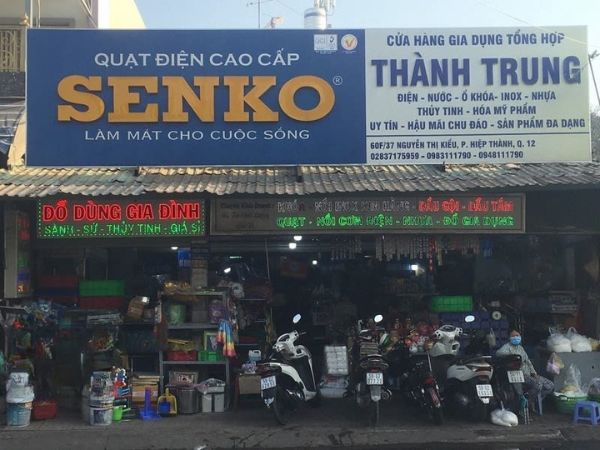 QUẠT ĐIỆN CAO CẤP
SENKO®
LÀM MÁT CHO CUỘC SỐNG
CỬA HÀNG GIA DỤNG TỔNG HỢP
THÀNH TRUNG
ĐIỆN - NƯỚC - Ổ KHÓA - INOX - NHỰA
THỦY TINH - HÓA MỸ PHẨM
UY TÍN - HẬU MÃI CHU ĐÁO - SẢN PHẨM ĐA DẠNG
60F/37 NGUYỄN THỊ KIỂU, P. HIỆP THÀNH, Q. 12
02837175959 - 0983111790 - 0948111790
ĐỒ DÙNG GIA ĐÌNH
SÀNH - SỨ - THỦY TINH - GIÁ SỈ
NỒI INOX DẦU GỘI - DẦU TẮM
QUẠT - NỒI CƠM ĐIỆN - NHỰA - ĐỒ GIA DỤNG